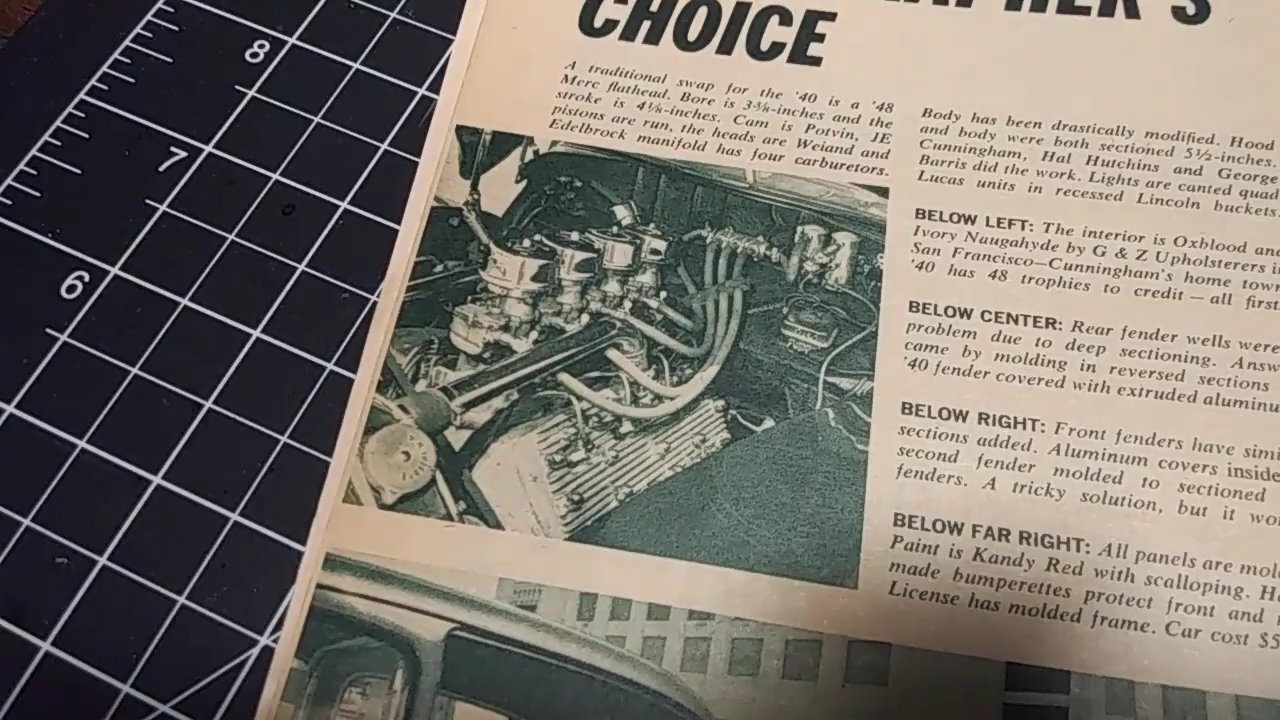 8
7
6
CHOICE
A traditional swap for the '40 is a '48
Merc flathead. Bore is 3-3/8-inches and the
stroke is 4 1/8-inches. Cam is Potvin, JE
pistons are run, the heads are Weiand and
Edelbrock manifold has four carburetors.
Body has been drastically modified. Hood
and body were both sectioned 5½-inches.
Cunningham, Hal Hutchins and George
Barris did the work. Lights are canted quad
Lucas units in recessed Lincoln buckets.
BELOW LEFT: The interior is Oxblood and
Ivory Naugahyde by G & Z Upholsterers in
San Francisco—Cunningham's home town.
'40 has 48 trophies to credit — all first
BELOW CENTER: Rear fender wells were
problem due to deep sectioning. Answ
came by molding in reversed sections
'40 fender covered with extruded aluminu
BELOW RIGHT: Front fenders have simi
sections added. Aluminum covers inside
second fender molded to sectioned
fenders. A tricky solution, but it wo
BELOW FAR RIGHT: All panels are mol
Paint is Kandy Red with scalloping. H
made bumperettes protect front and
License has molded frame. Car cost $5